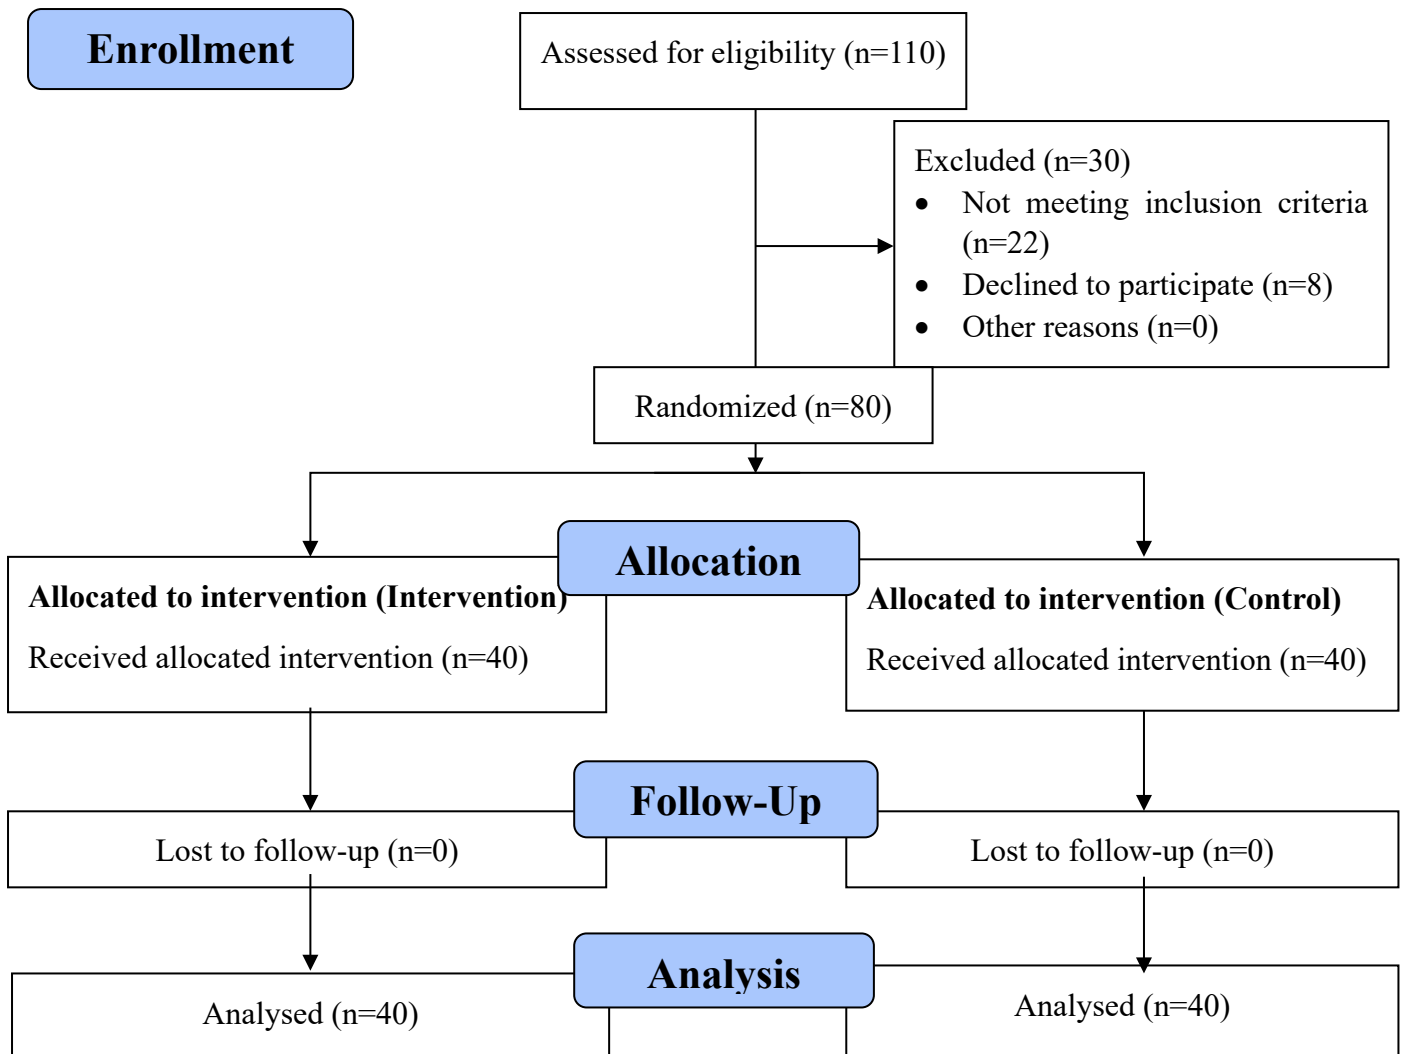 Enrollment
Assessed for eligibility (n=110)
Excluded (n=30)
• Not meeting inclusion criteria
(n=22)
• Declined to participate (n=8)
• Other reasons (n=0)
Randomized (n=80)
Allocation
Allocated to intervention (Intervention)
Received allocated intervention (n=40)
Allocated to intervention (Control)
Received allocated intervention (n=40)
Follow-Up
Lost to follow-up (n=0)
Lost to follow-up (n=0)
Analysis
Analysed (n=40)
Analysed (n=40)